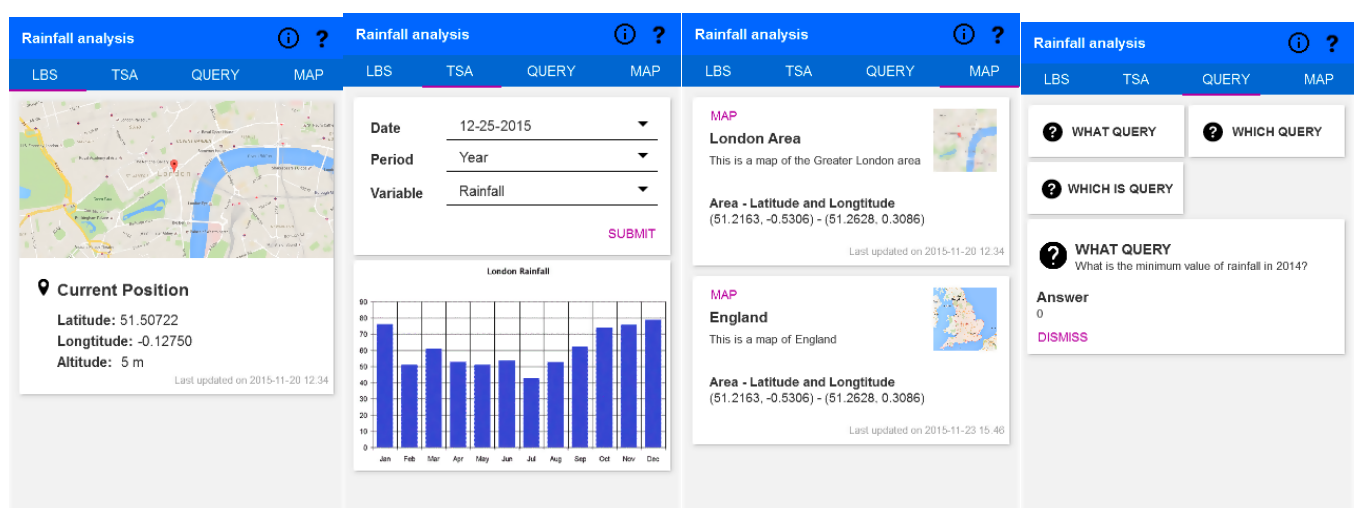 Rainfall analysis
LBS TSA QUERY MAP
London
Current Position
Latitude: 51.50722
Longtitude: -0.12750
Altitude: 5 m
Last updated on 2015-11-20 12.34
Rainfall analysis
LBS TSA QUERY MAP
Date 12-25-2015
Period Year
Variable Rainfall
SUBMIT
London Rainfall
90
80
70
60
50
40
30
20
10
0
Jan Feb Mar Apr May Jun Jul Aug Sep Oct Nov Dec
Rainfall analysis
LBS TSA QUERY MAP
MAP
London Area
This is a map of the Greater London area
Area - Latitude and Longtitude
(51.2163, -0.5306) - (51.2628, 0.3086)
Last updated on 2015-11-20 12.34
MAP
England
This is a map of England
Area - Latitude and Longtitude
(51.2163, -0.5306) - (51.2628, 0.3086)
Last updated on 2015-11-23 15.46
Rainfall analysis
LBS TSA QUERY MAP
WHAT QUERY
WHICH QUERY
WHICH IS QUERY
WHAT QUERY
What is the minimum value of rainfall in 2014?
Answer
0
DISMISS